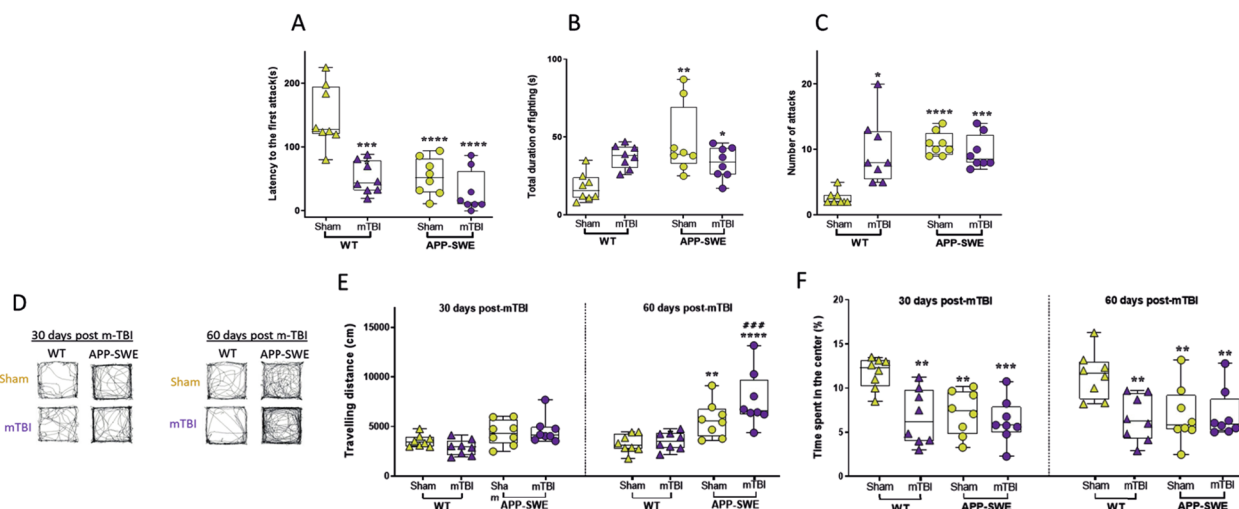 A
Latency to the first attack(s)
200
100
0
***
****
****
Sham mTBI Sham mTBI
WT APP-SWE
B
Total duration of fighting (s)
100
50
0
**
*
Sham mTBI Sham mTBI
WT APP-SWE
C
Number of attacks
20
10
0
*
****
***
Sham mTBI Sham mTBI
WT APP-SWE
D
30 days post m-TBI
WT APP-SWE
Sham
mTBI
60 days post m-TBI
WT APP-SWE
Sham
mTBI
E
30 days post-mTBI
60 days post-mTBI
Travelling distance (cm)
15000
10000
5000
0
**
###
****
Sham mTBI Sha
m mTBI
WT APP-SWE
Sham mTBI Sham mTBI
WT APP-SWE
F
30 days post-mTBI
60 days post-mTBI
Time spent in the center (%)
20
15
10
5
0
**
**
***
**
**
**
Sham mTBI Sham mTBI
WT APP-SWE
Sham mTBI Sham mTBI
WT APP-SWE